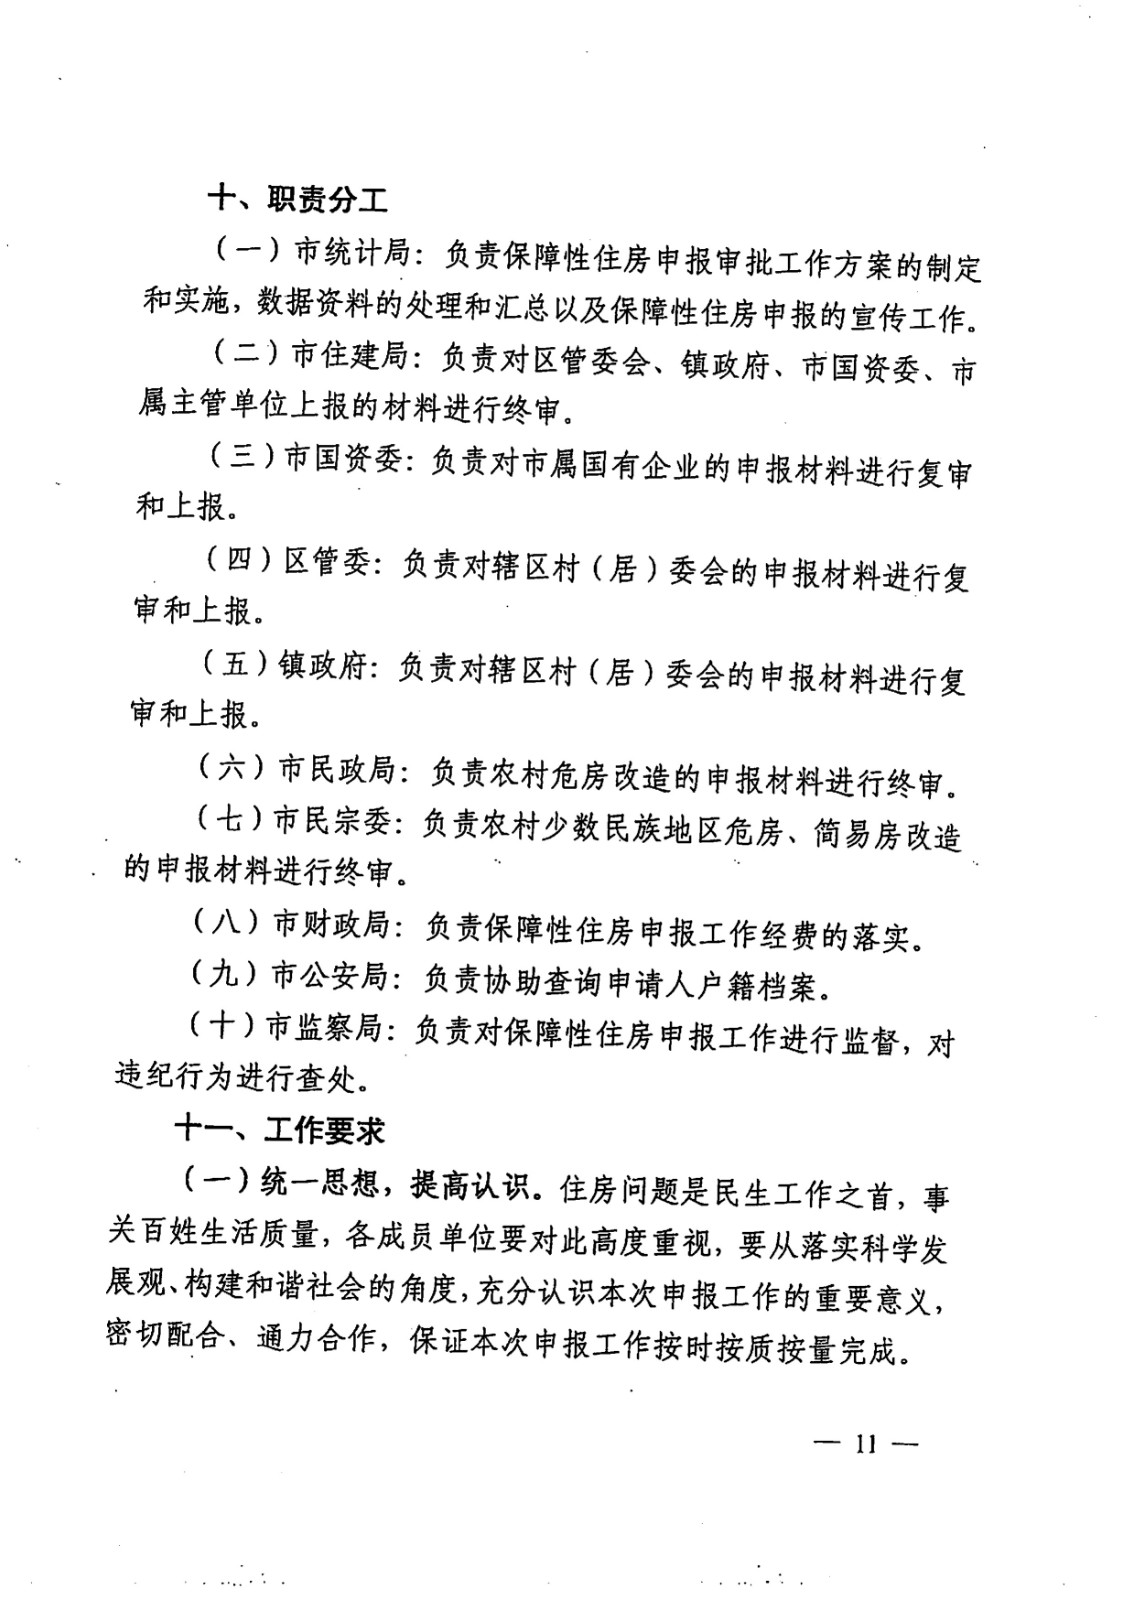 十、职责分工
（一）市统计局：负责保障性住房申报审批工作方案的制定
和实施，数据资料的处理和汇总以及保障性住房申报的宣传工作。
（二）市住建局：负责对区管委会、镇政府、市国资委、市
属主管单位上报的材料进行终审。
（三）市国资委：负责对市属国有企业的申报材料进行复审
和上报。
（四）区管委：负责对辖区村（居）委会的申报材料进行复
审和上报。
（五）镇政府：负责对辖区村（居）委会的申报材料进行复
审和上报。
（六）市民政局：负责农村危房改造的申报材料进行终审。
（七）市民宗委：负责农村少数民族地区危房、简易房改造
的申报材料进行终审。
（八）市财政局：负责保障性住房申报工作经费的落实。
（九）市公安局：负责协助查询申请人户籍档案。
（十）市监察局：负责对保障性住房申报工作进行监督，对
违纪行为进行查处。
十一、工作要求
（一）统一思想，提高认识。住房问题是民生工作之首，事
关百姓生活质量，各成员单位要对此高度重视，要从落实科学发
展观、构建和谐社会的角度，充分认识本次申报工作的重要意义，
密切配合、通力合作，保证本次申报工作按时按质按量完成。
— 11 —